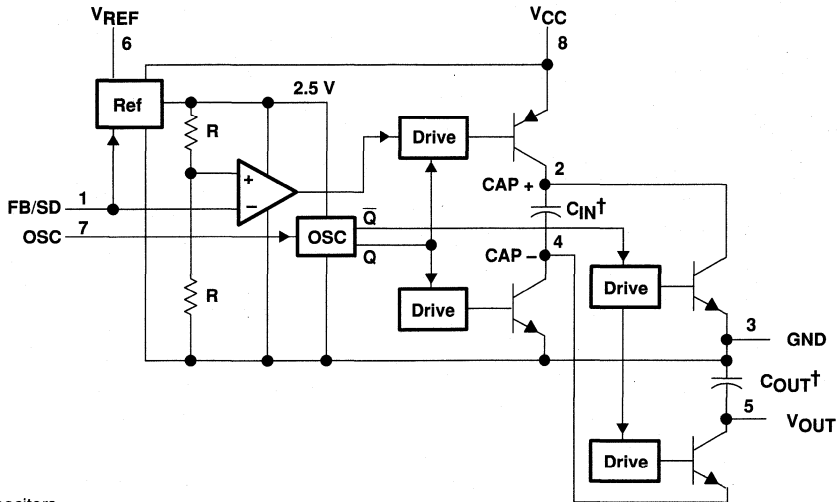 VREF
6
VCC
8
2.5 V
Ref
R
Drive
2
CAP +
CIN†
+
−
FB/SD 1
OSC 7
OSC
Q̅
Q
4
CAP −
Drive
R
Drive
3
GND
COUT†
5
VOUT
Drive